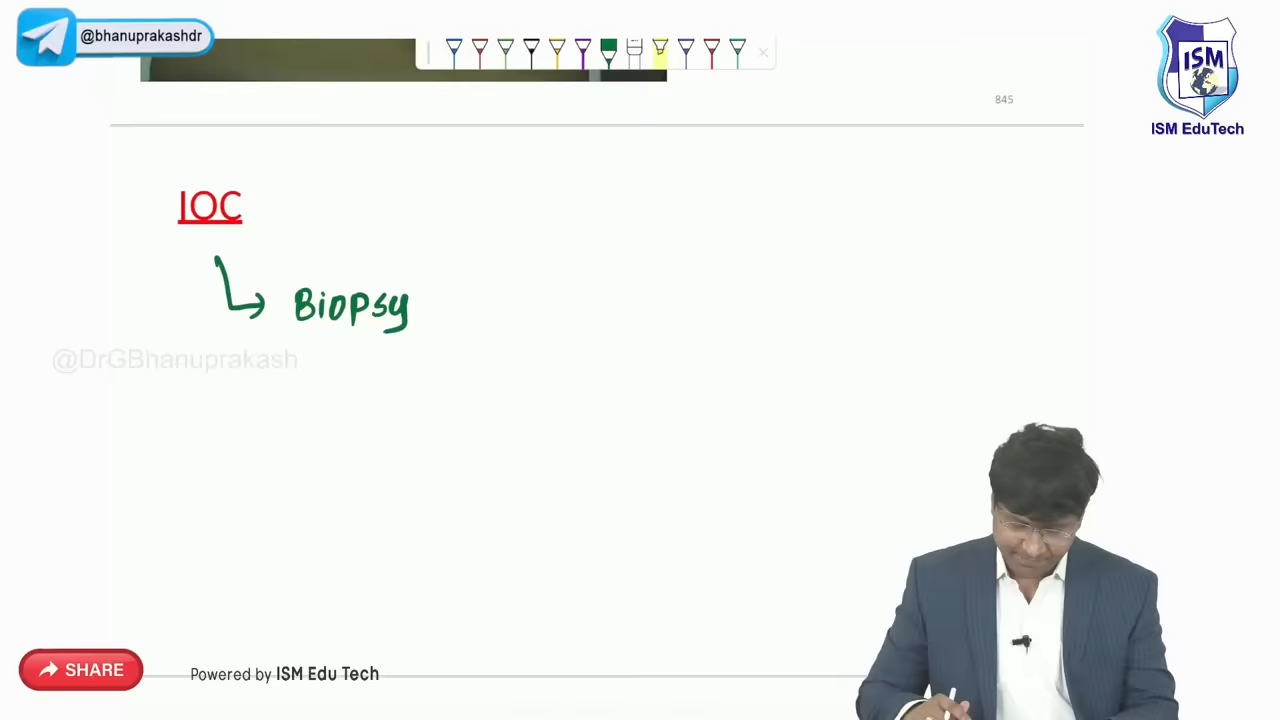 @bhanuprakashdr
ISM
ISM EduTech
845
IOC
Biopsy
@DrGBhanuprakash
SHARE
Powered by ISM Edu Tech